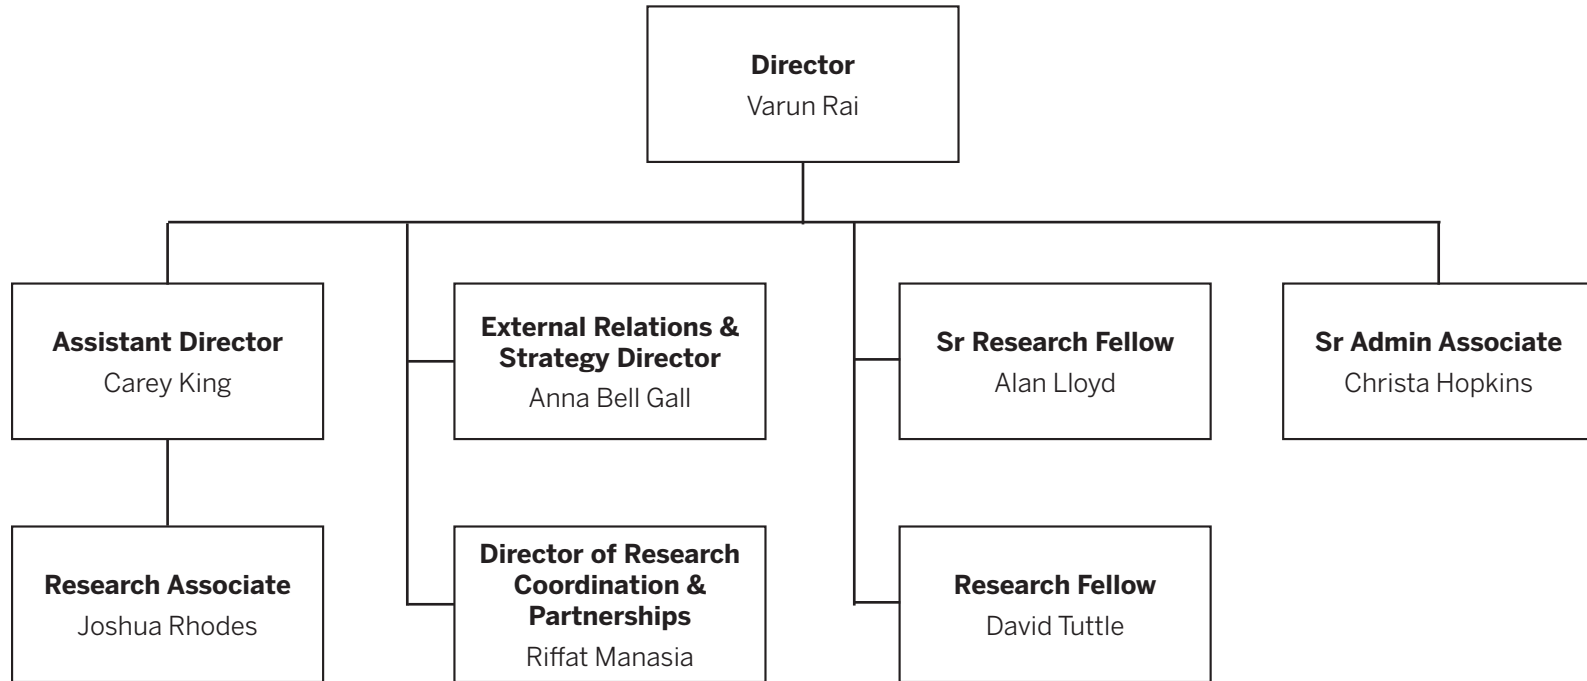 Director
Varun Rai
Assistant Director
Carey King
External Relations &
Strategy Director
Anna Bell Gall
Sr Research Fellow
Alan Lloyd
Sr Admin Associate
Christa Hopkins
Research Associate
Joshua Rhodes
Director of Research
Coordination &
Partnerships
Riffat Manasia
Research Fellow
David Tuttle